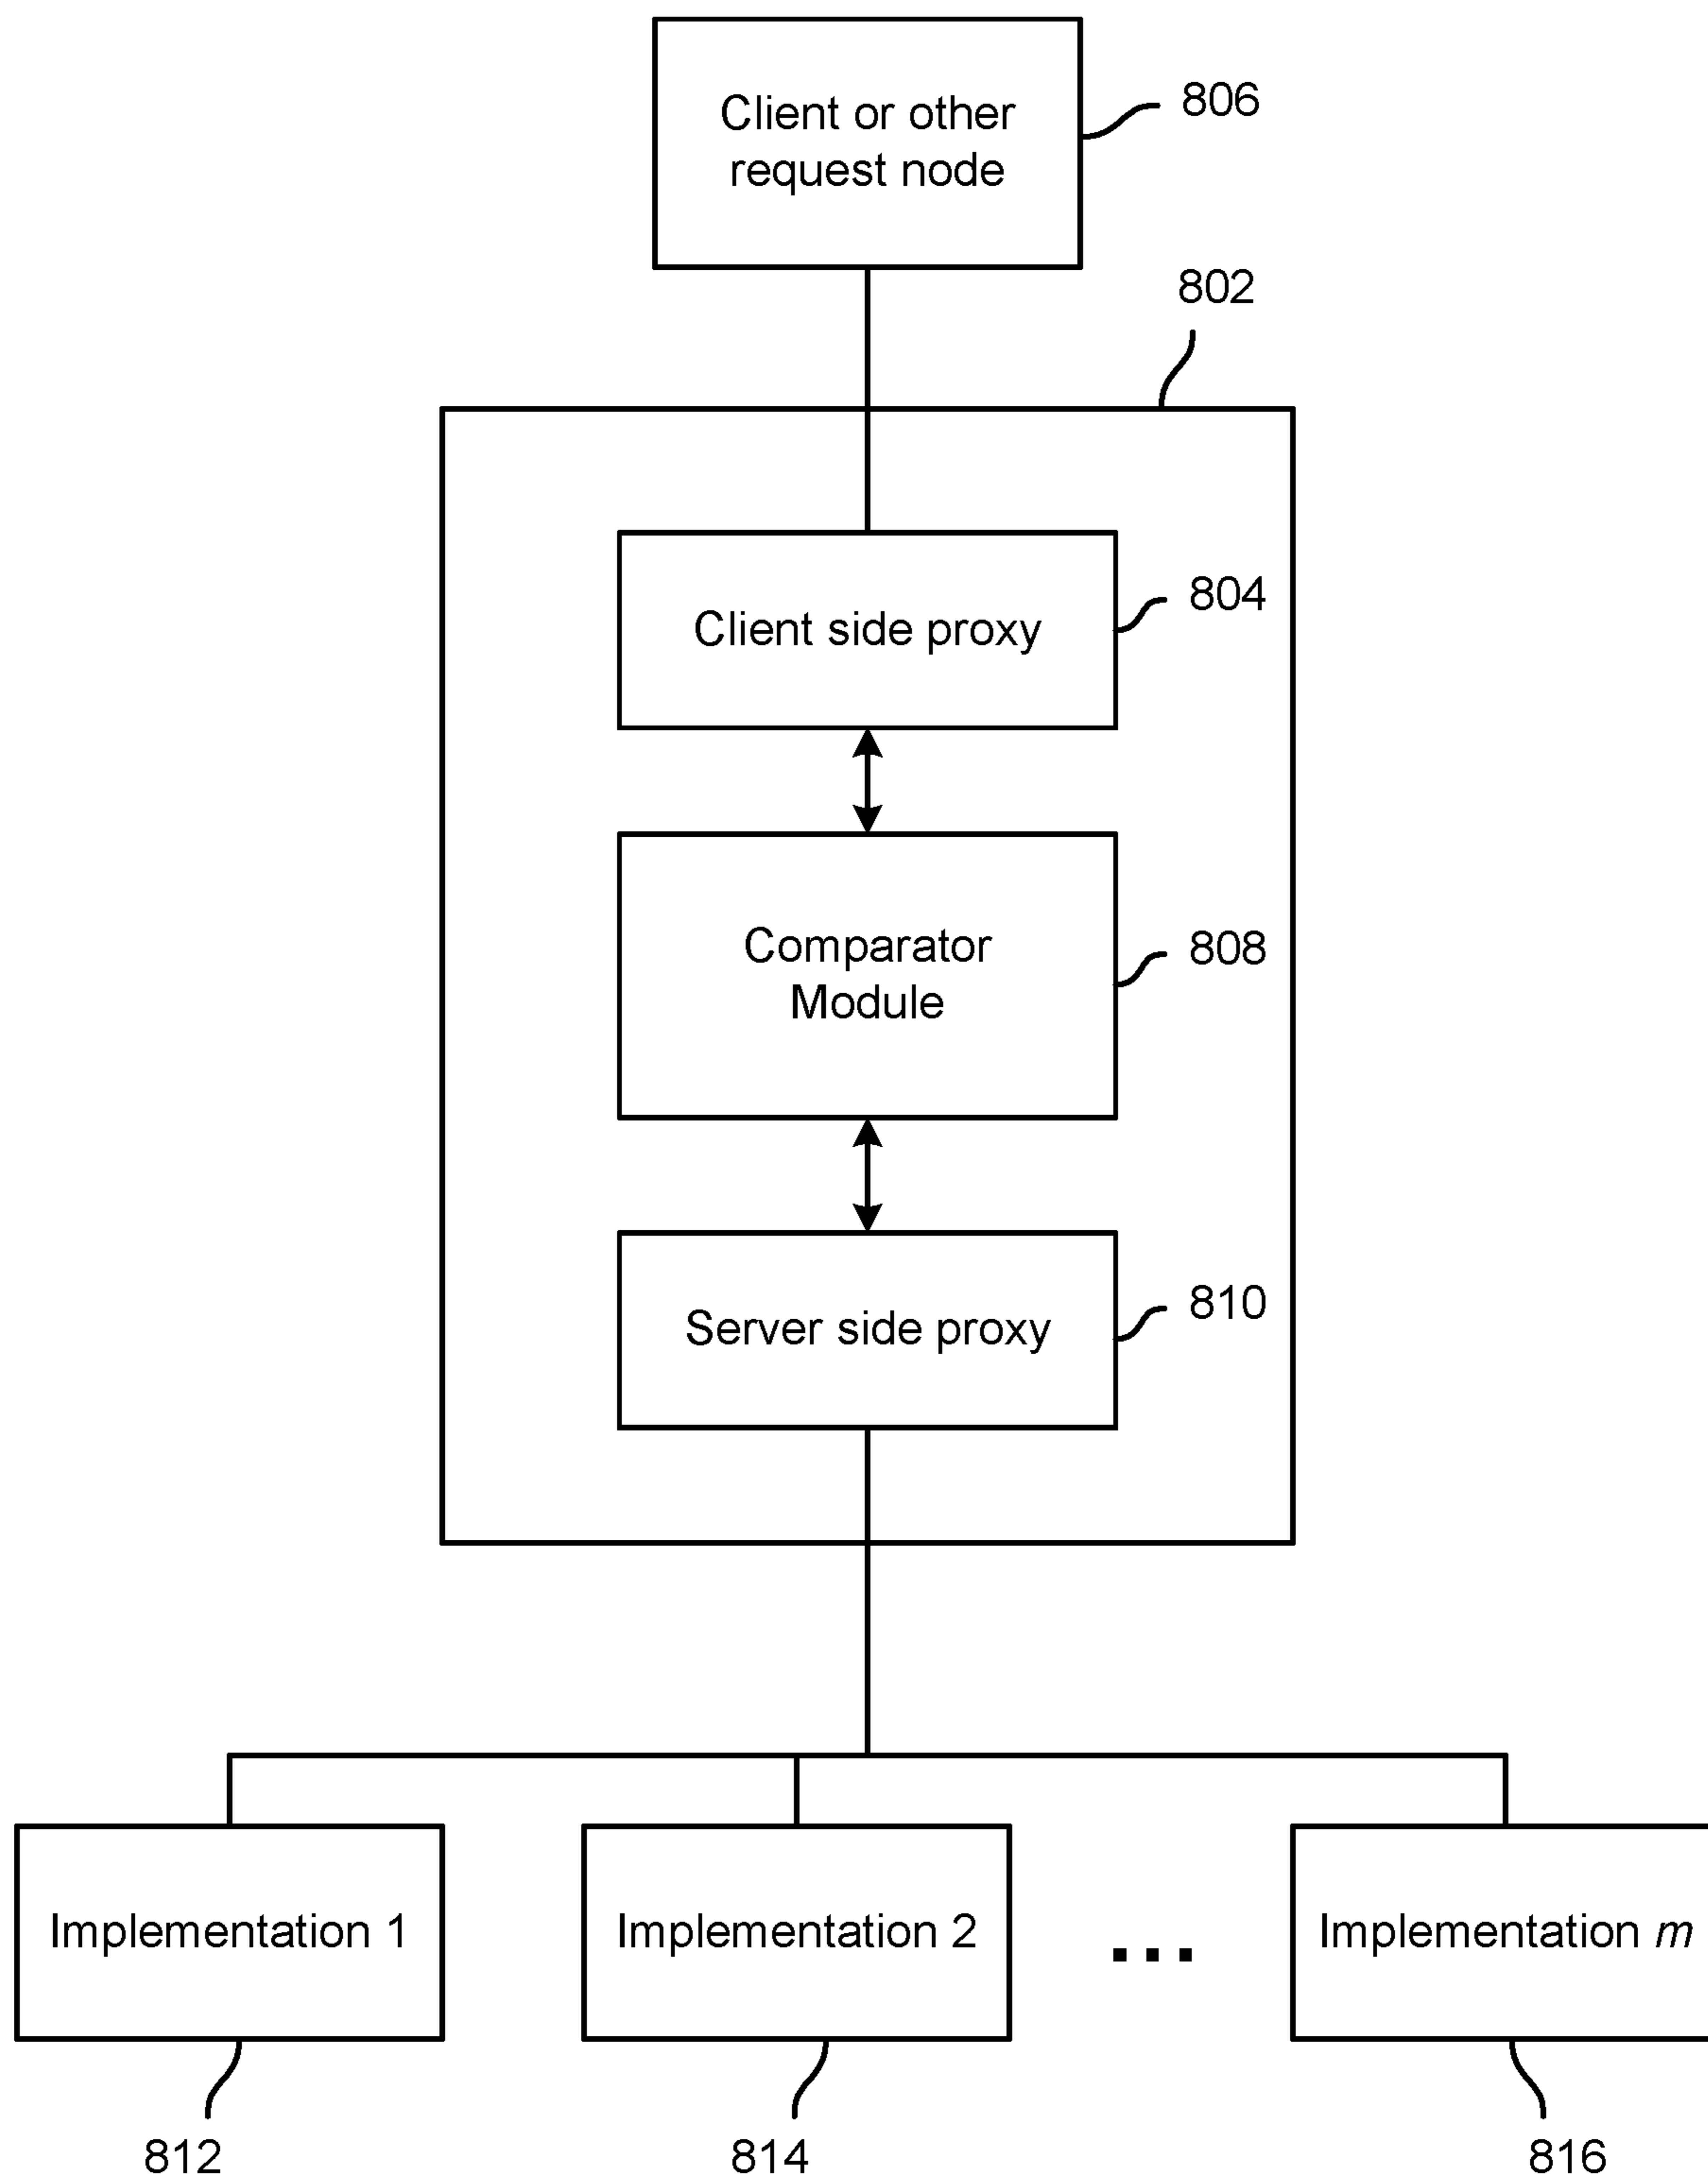 Client or other
request node
806
802
Client side proxy
804
Comparator
Module
808
Server side proxy
810
Implementation 1
Implementation 2
...
Implementation m
812
814
816